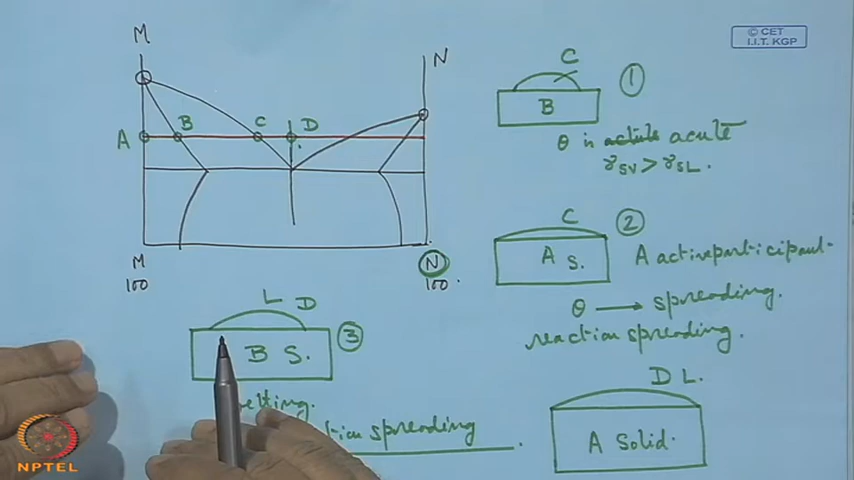 © CET
I.I.T. KGP
M
N
A
B
C
D
M
100
N
100
C
B
1
θ is acute
γSV > γSL.
C
2
A S.
A active participant
θ → spreading.
reaction spreading.
L D
3
B S.
spreading
D L.
A Solid.
NPTEL